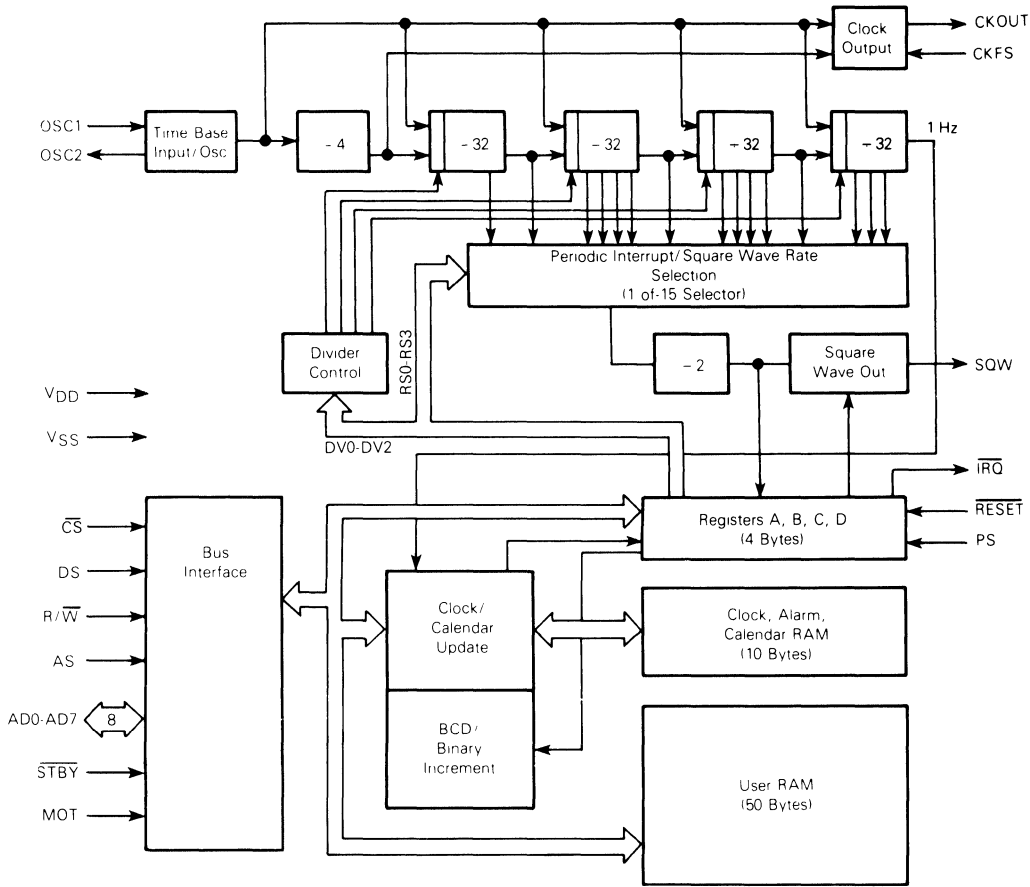 Clock
Output
CKOUT
CKFS
OSC1
OSC2
Time Base
Input/Osc
- 4
- 32
- 32
÷ 32
÷ 32
1 Hz
Periodic Interrupt/Square Wave Rate
Selection
(1 of-15 Selector)
Divider
Control
RS0-RS3
- 2
Square
Wave Out
SQW
VDD
VSS
DV0-DV2
IRQ
RESET
PS
Registers A, B, C, D
(4 Bytes)
CS
DS
R/W
AS
AD0-AD7
8
STBY
MOT
Bus
Interface
Clock/
Calendar
Update
Clock, Alarm,
Calendar RAM
(10 Bytes)
BCD/
Binary
Increment
User RAM
(50 Bytes)